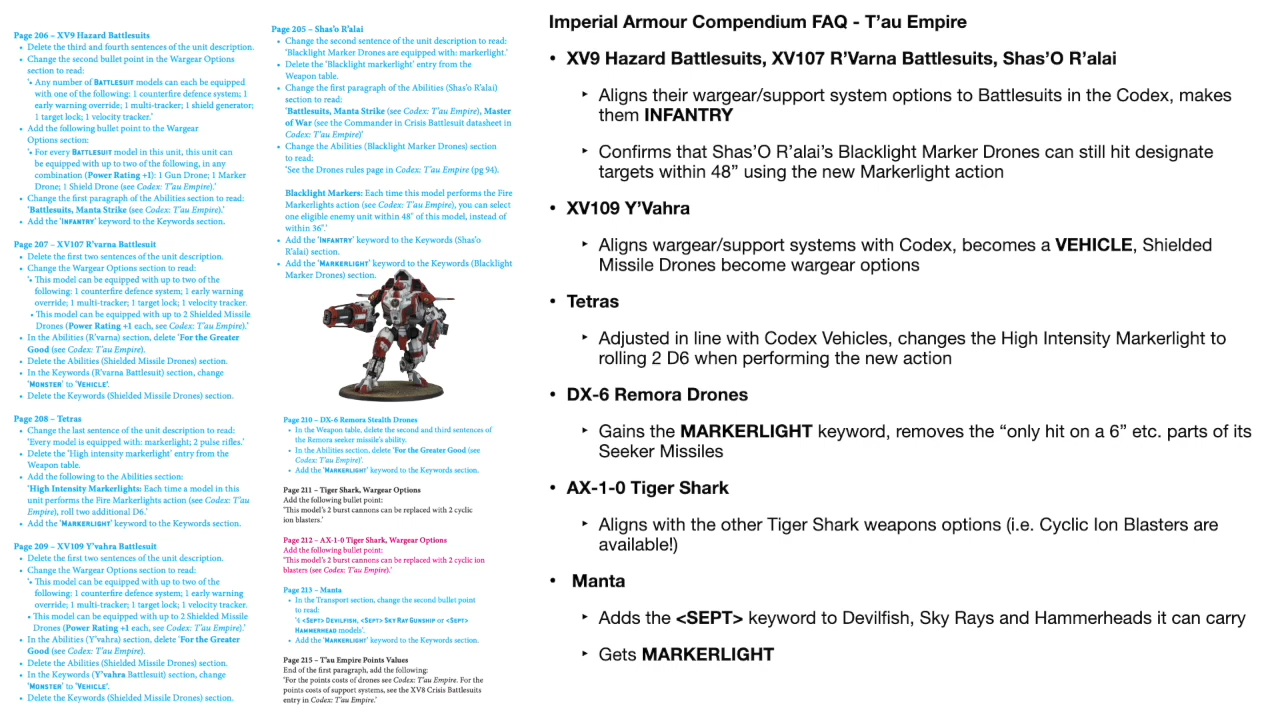 Page 206 – XV9 Hazard Battlesuits
• Delete the third and fourth sentences of the unit description.
• Change the second bullet point in the Wargear Options
section to read:
'• Any number of BATTLESUIT models can each be equipped
with one of the following: 1 counterfire defence system; 1
early warning override; 1 multi-tracker; 1 shield generator;
1 target lock; 1 velocity tracker.'
• Add the following bullet point to the Wargear
Options section:
'• For every BATTLESUIT model in this unit, this unit can
be equipped with up to two of the following, in any
combination (Power Rating +1): 1 Gun Drone; 1 Marker
Drone; 1 Shield Drone (see Codex: T'au Empire).'
• Change the first paragraph of the Abilities section to read:
'Battlesuits, Manta Strike (see Codex: T'au Empire).'
• Add the 'INFANTRY' keyword to the Keywords section.
Page 207 – XV107 R'varna Battlesuit
• Delete the first two sentences of the unit description.
• Change the Wargear Options section to read:
'• This model can be equipped with up to two of the
following: 1 counterfire defence system; 1 early warning
override; 1 multi-tracker; 1 target lock; 1 velocity tracker.
• This model can be equipped with up to 2 Shielded Missile
Drones (Power Rating +1 each, see Codex: T'au Empire).'
• In the Abilities (R'varna) section, delete 'For the Greater
Good (see Codex: T'au Empire).
• Delete the Abilities (Shielded Missile Drones) section.
• In the Keywords (R'varna Battlesuit) section, change
'MONSTER' to 'VEHICLE'.
• Delete the Keywords (Shielded Missile Drones) section.
Page 208 – Tetras
• Change the last sentence of the unit description to read:
'Every model is equipped with: markerlight; 2 pulse rifles.'
• Delete the 'High intensity markerlight' entry from the
Weapon table.
• Add the following to the Abilities section:
'High Intensity Markerlights: Each time a model in this
unit performs the Fire Markerlights action (see Codex: T'au
Empire), roll two additional D6.'
• Add the 'MARKERLIGHT' keyword to the Keywords section.
Page 209 – XV109 Y'vahra Battlesuit
• Delete the first two sentences of the unit description.
• Change the Wargear Options section to read:
'• This model can be equipped with up to two of the
following: 1 counterfire defence system; 1 early warning
override; 1 multi-tracker; 1 target lock; 1 velocity tracker.
• This model can be equipped with up to 2 Shielded Missile
Drones (Power Rating +1 each, see Codex: T'au Empire).'
• In the Abilities (Y'vahra) section, delete 'For the Greater
Good (see Codex: T'au Empire).
• Delete the Abilities (Shielded Missile Drones) section.
• In the Keywords (Y'vahra Battlesuit) section, change
'MONSTER' to 'VEHICLE'.
• Delete the Keywords (Shielded Missile Drones) section.
Page 205 – Shas'o R'alai
• Change the second sentence of the unit description to read:
'Blacklight Marker Drones are equipped with: markerlight.'
• Delete the 'Blacklight markerlight' entry from the
Weapon table.
• Change the first paragraph of the Abilities (Shas'o R'alai)
section to read:
'Battlesuits, Manta Strike (see Codex: T'au Empire), Master
of War (see the Commander in Crisis Battlesuit datasheet in
Codex: T'au Empire)'
• Change the Abilities (Blacklight Marker Drones) section
to read:
'See the Drones rules page in Codex: T'au Empire (pg 94).
Blacklight Markers: Each time this model performs the Fire
Markerlights action (see Codex: T'au Empire), you can select
one eligible enemy unit within 48" of this model, instead of
within 36".'
• Add the 'INFANTRY' keyword to the Keywords (Shas'o
R'alai) section.
• Add the 'MARKERLIGHT' keyword to the Keywords (Blacklight
Marker Drones) section.
Page 210 – DX-6 Remora Stealth Drones
• In the Weapon table, delete the second and third sentences of
the Remora seeker missile's ability.
• In the Abilities section, delete 'For the Greater Good (see
Codex: T'au Empire)'.
• Add the 'MARKERLIGHT' keyword to the Keywords section.
Page 211 – Tiger Shark, Wargear Options
Add the following bullet point:
'This model's 2 burst cannons can be replaced with 2 cyclic
ion blasters.'
Page 212 – AX-1-0 Tiger Shark, Wargear Options
Add the following bullet point:
'This model's 2 burst cannons can be replaced with 2 cyclic ion
blasters (see Codex: T'au Empire).'
Page 213 – Manta
• In the Transport section, change the second bullet point
to read:
'4 <SEPT> DEVILFISH, <SEPT> SKY RAY GUNSHIP or <SEPT>
HAMMERHEAD models'.
• Add the 'MARKERLIGHT' keyword to the Keywords section.
Page 215 – T'au Empire Points Values
End of the first paragraph, add the following:
'For the points costs of drones see Codex: T'au Empire. For the
points costs of support systems, see the XV8 Crisis Battlesuits
entry in Codex: T'au Empire.'
Imperial Armour Compendium FAQ - T'au Empire
• XV9 Hazard Battlesuits, XV107 R'Varna Battlesuits, Shas'O R'alai
‣ Aligns their wargear/support system options to Battlesuits in the Codex, makes
them INFANTRY
‣ Confirms that Shas'O R'alai's Blacklight Marker Drones can still hit designate
targets within 48" using the new Markerlight action
• XV109 Y'Vahra
‣ Aligns wargear/support systems with Codex, becomes a VEHICLE, Shielded
Missile Drones become wargear options
• Tetras
‣ Adjusted in line with Codex Vehicles, changes the High Intensity Markerlight to
rolling 2 D6 when performing the new action
• DX-6 Remora Drones
‣ Gains the MARKERLIGHT keyword, removes the "only hit on a 6" etc. parts of its
Seeker Missiles
• AX-1-0 Tiger Shark
‣ Aligns with the other Tiger Shark weapons options (i.e. Cyclic Ion Blasters are
available!)
• Manta
‣ Adds the <SEPT> keyword to Devilfish, Sky Rays and Hammerheads it can carry
‣ Gets MARKERLIGHT